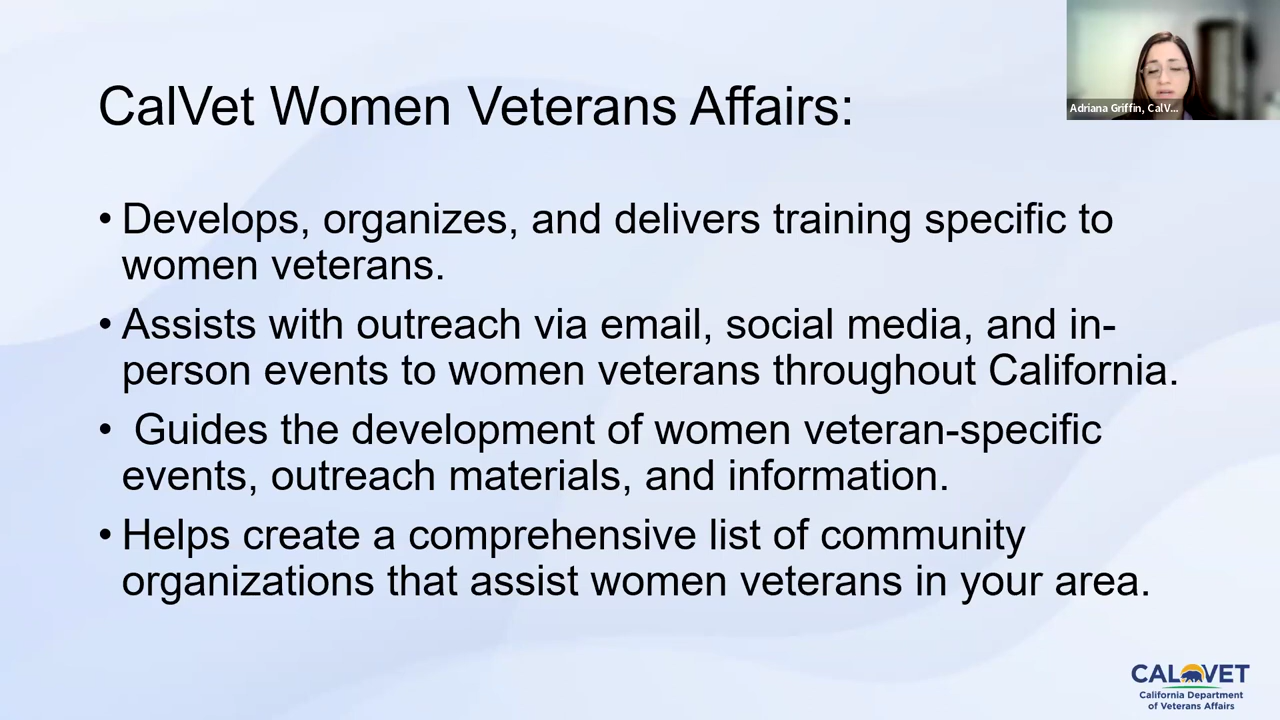 Adriana Griffin, CalV...
CalVet Women Veterans Affairs:
• Develops, organizes, and delivers training specific to
women veterans.
• Assists with outreach via email, social media, and in-
person events to women veterans throughout California.
• Guides the development of women veteran-specific
events, outreach materials, and information.
• Helps create a comprehensive list of community
organizations that assist women veterans in your area.
CALVET
California Department
of Veterans Affairs